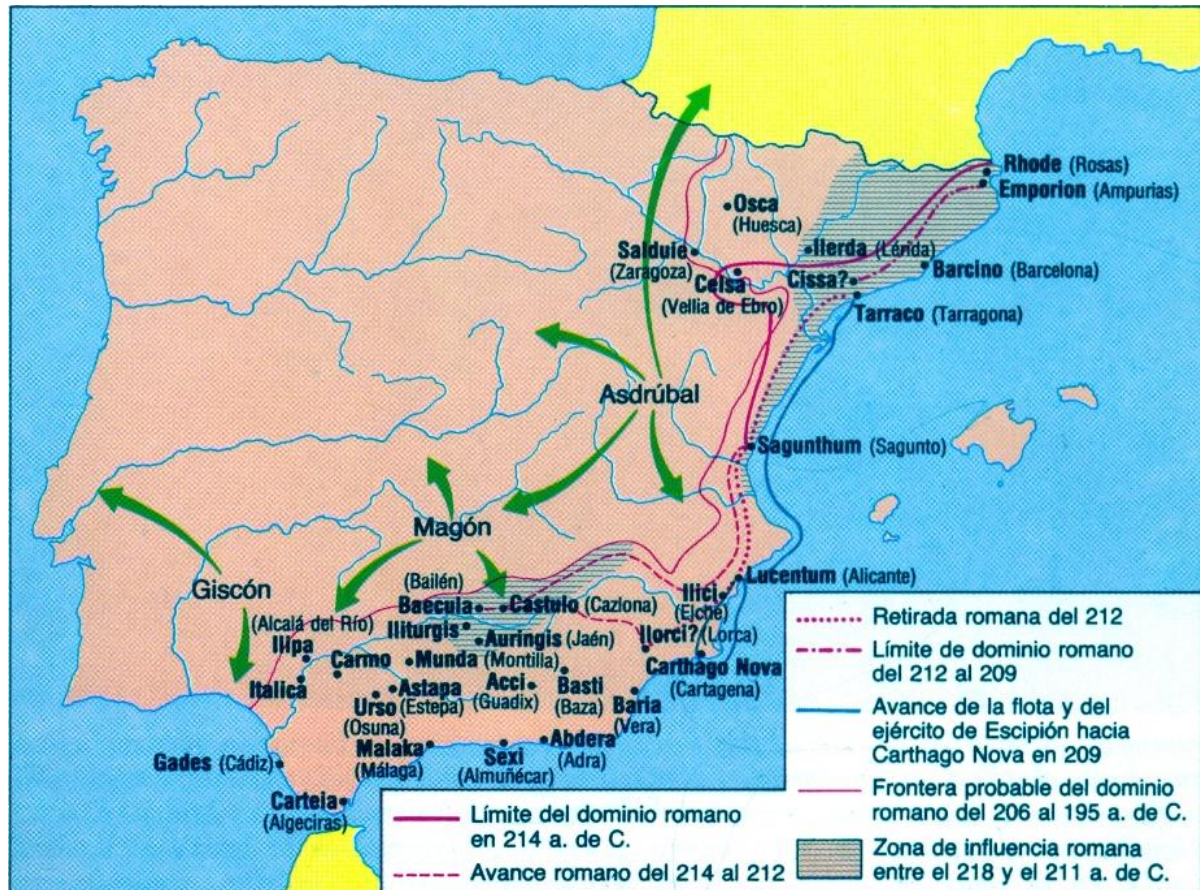 Rhode (Rosas)
Emporion (Ampurias)
Osca
(Huesca)
Salduie
(Zaragoza)
Ilerda (Lérida)
Celsa
(Vellia de Ebro)
Cissa?
Barcino (Barcelona)
Tarraco (Tarragona)
Asdrúbal
Sagunthum (Sagunto)
Magón
Giscón
(Bailén)
Baecula
Castulo (Cazlona)
Lucentum (Alicante)
Ilici
(Elche)
(Alcalá del Río)
Ilipa
Iliturgis
Auringis (Jaén)
Ilorci? (Lorca)
Carmo
Munda (Montilla)
Carthago Nova
(Cartagena)
Italica
Astapa
(Estepa)
Acci
(Guadix)
Basti
(Baza)
Urso
(Osuna)
Baria
(Vera)
Malaka
(Málaga)
Sexi
(Almuñécar)
Abdera
(Adra)
Gades (Cádiz)
Carteia
(Algeciras)
Límite del dominio romano
en 214 a. de C.
Avance romano del 214 al 212
Retirada romana del 212
Límite de dominio romano
del 212 al 209
Avance de la flota y del
ejército de Escipión hacia
Carthago Nova en 209
Frontera probable del dominio
romano del 206 al 195 a. de C.
Zona de influencia romana
entre el 218 y el 211 a. de C.